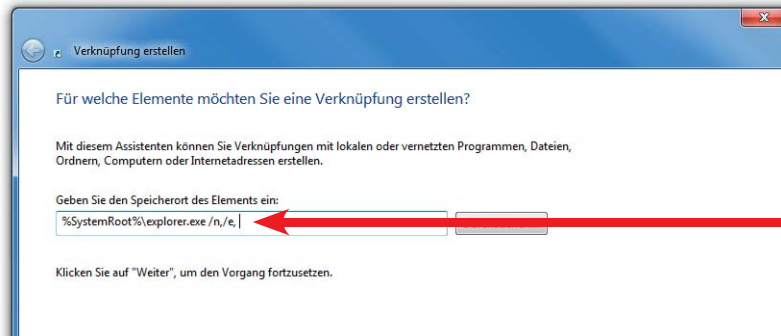 Verknüpfung erstellen
Für welche Elemente möchten Sie eine Verknüpfung erstellen?
Mit diesem Assistenten können Sie Verknüpfungen mit lokalen oder vernetzten Programmen, Dateien,
Ordnern, Computern oder Internetadressen erstellen.
Geben Sie den Speicherort des Elements ein:
%SystemRoot%\explorer.exe /n,/e,
Klicken Sie auf "Weiter", um den Vorgang fortzusetzen.